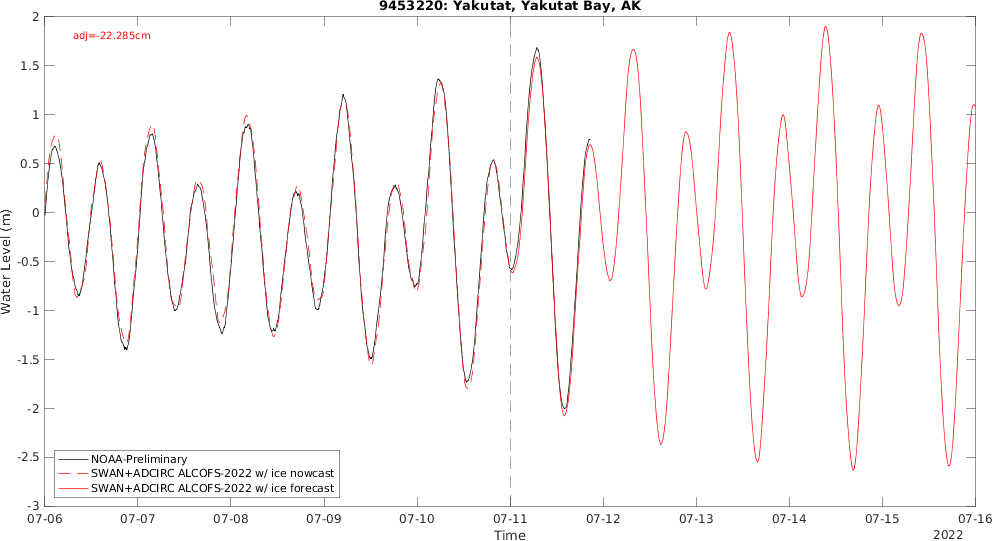 9453220: Yakutat, Yakutat Bay, AK
adj=-22.285cm
2
1.5
1
0.5
0
-0.5
-1
-1.5
-2
-2.5
-3
Water Level (m)
NOAA-Preliminary
SWAN+ADCIRC ALCOFS-2022 w/ ice nowcast
SWAN+ADCIRC ALCOFS-2022 w/ ice forecast
07-06 07-07 07-08 07-09 07-10 07-11 07-12 07-13 07-14 07-15 07-16
Time
2022